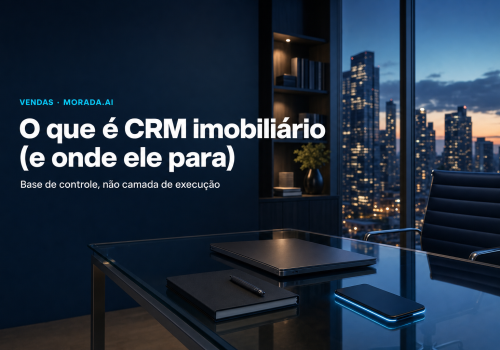 VENDAS · MORADA.AI
O que é CRM imobiliário
(e onde ele para)
Base de controle, não camada de execução